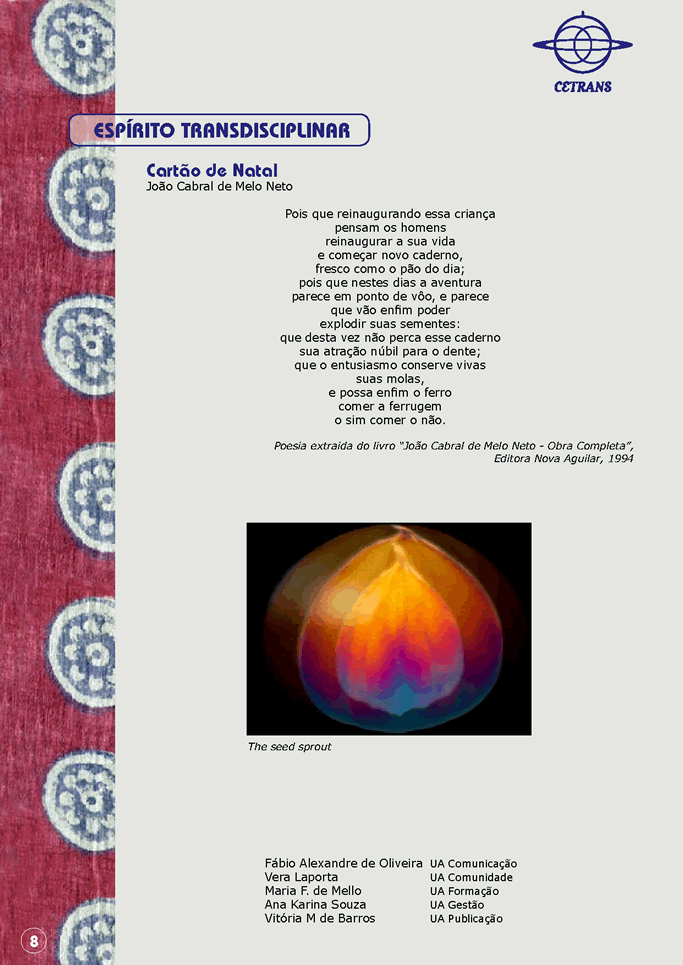 CETRANS
ESPÍRITO TRANSDISCIPLINAR
Cartão de Natal
João Cabral de Melo Neto
Pois que reinaugurando essa criança
pensam os homens
reinaugurar a sua vida
e começar novo caderno,
fresco como o pão do dia;
pois que nestes dias a aventura
parece em ponto de vôo, e parece
que vão enfim poder
explodir suas sementes:
que desta vez não perca esse caderno
sua atração núbil para o dente;
que o entusiasmo conserve vivas
suas molas,
e possa enfim o ferro
comer a ferrugem
o sim comer o não.
Poesia extraida do livro “João Cabral de Melo Neto - Obra Completa”,
Editora Nova Aguilar, 1994
The seed sprout
Fábio Alexandre de Oliveira UA Comunicação
Vera Laporta UA Comunidade
Maria F. de Mello UA Formação
Ana Karina Souza UA Gestão
Vitória M de Barros UA Publicação
8